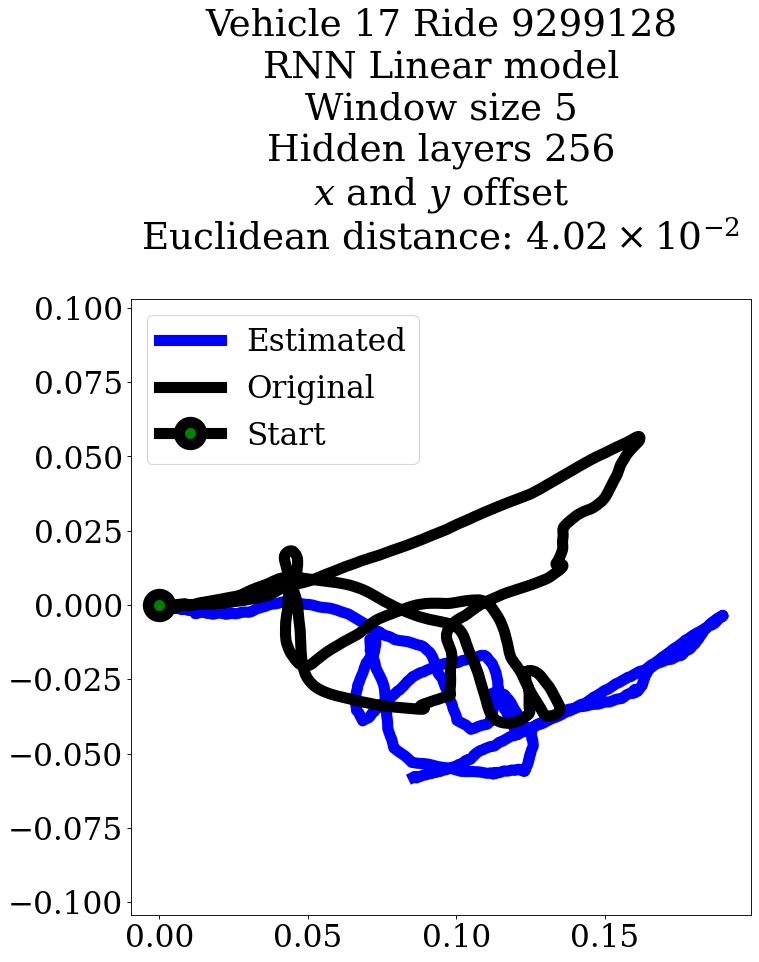 Vehicle 17 Ride 9299128
RNN Linear model
Window size 5
Hidden layers 256
x and y offset
Euclidean distance: 4.02 × 10⁻²
0.100
0.075
0.050
0.025
0.000
−0.025
−0.050
−0.075
−0.100
Estimated
Original
Start
0.00 0.05 0.10 0.15